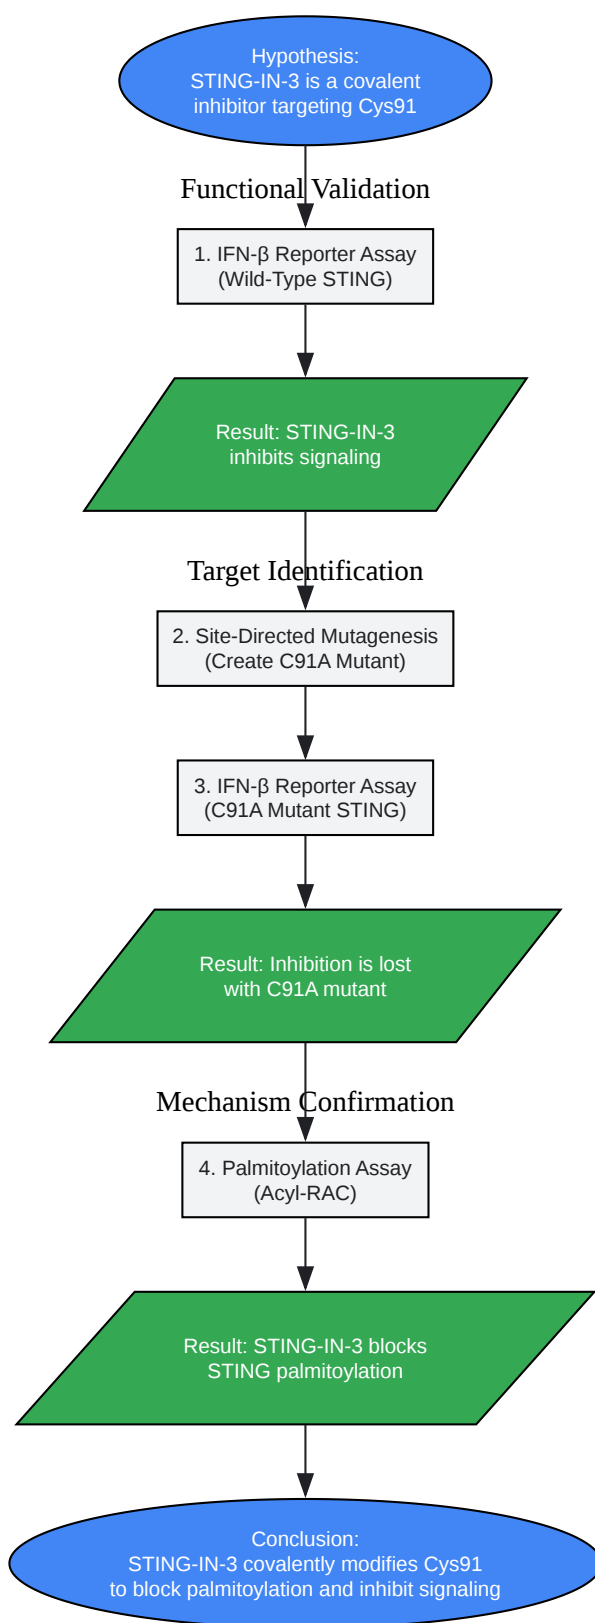 Hypothesis:
STING-IN-3 is a covalent
inhibitor targeting Cys91
Functional Validation
1. IFN-β Reporter Assay
(Wild-Type STING)
Result: STING-IN-3
inhibits signaling
Target Identification
2. Site-Directed Mutagenesis
(Create C91A Mutant)
3. IFN-β Reporter Assay
(C91A Mutant STING)
Result: Inhibition is lost
with C91A mutant
Mechanism Confirmation
4. Palmitoylation Assay
(Acyl-RAC)
Result: STING-IN-3 blocks
STING palmitoylation
Conclusion:
STING-IN-3 covalently modifies Cys91
to block palmitoylation and inhibit signaling